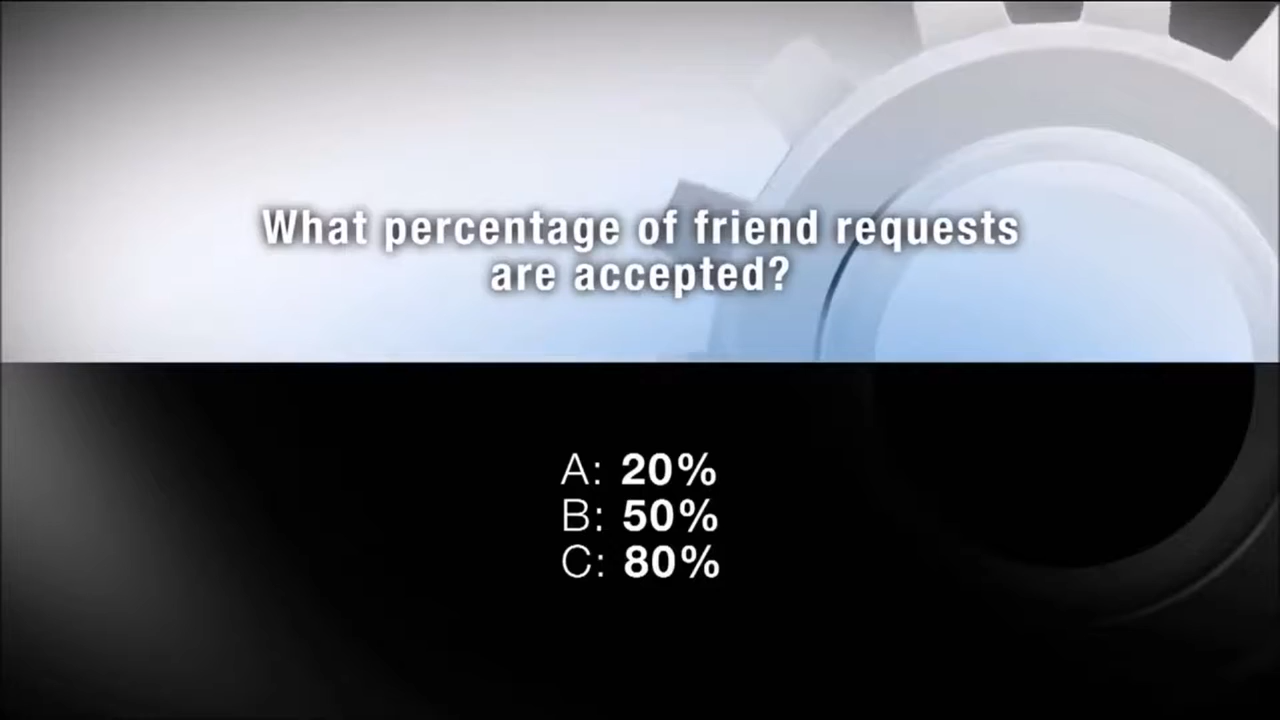 What percentage of friend requests
are accepted?
A: 20%
B: 50%
C: 80%